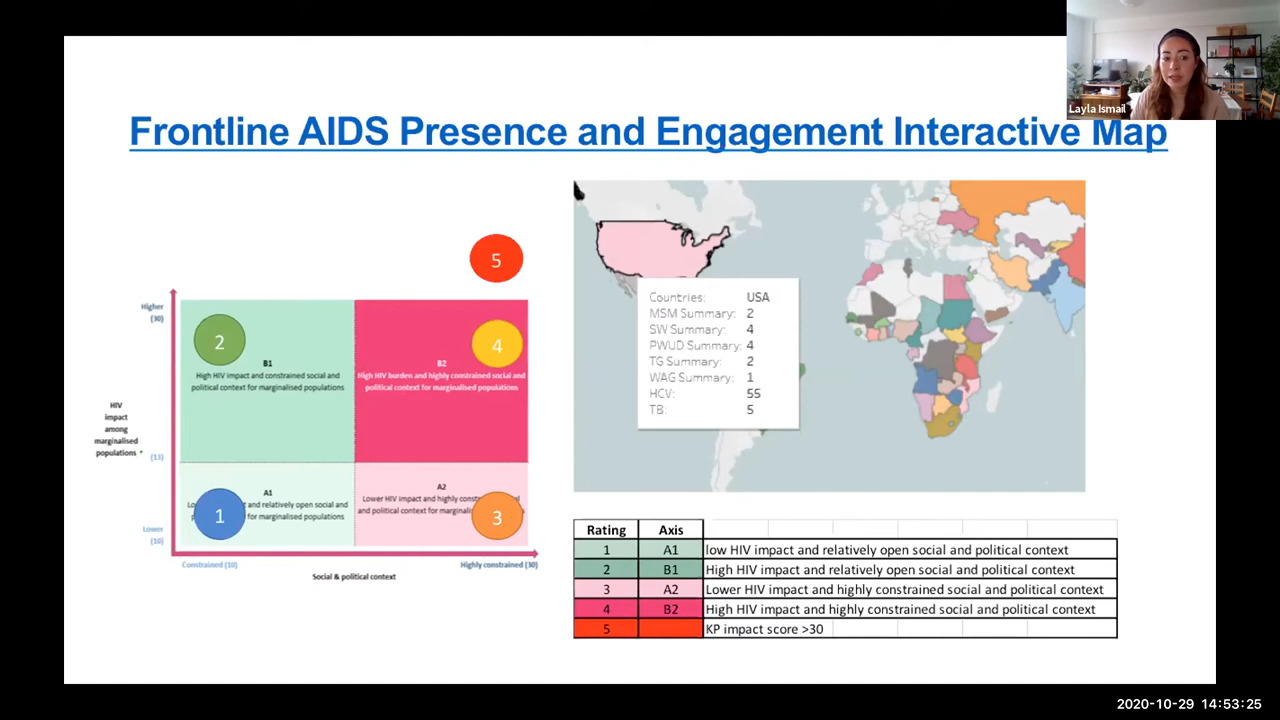 Layla Ismail
Frontline AIDS Presence and Engagement Interactive Map
5
Higher
(30)
2
4
B1
High HIV impact and constrained social and
political context for marginalised populations
B2
High HIV burden and highly constrained social and
political context for marginalised populations
HIV
impact
among
marginalised
populations *
(13)
A1
and relatively open social and
for marginalised populations
1
A2
Lower HIV impact and highly
and political context for
3
Lower
(10)
Constrained (10)
Highly constrained (30)
Social & political context
Countries: USA
MSM Summary: 2
SW Summary: 4
PWUD Summary: 4
TG Summary: 2
WAG Summary: 1
HCV: 55
TB: 5
Rating Axis
1 A1 low HIV impact and relatively open social and political context
2 B1 High HIV impact and relatively open social and political context
3 A2 Lower HIV impact and highly constrained social and political context
4 B2 High HIV impact and highly constrained social and political context
5 KP impact score >30
2020-10-29 14:53:25